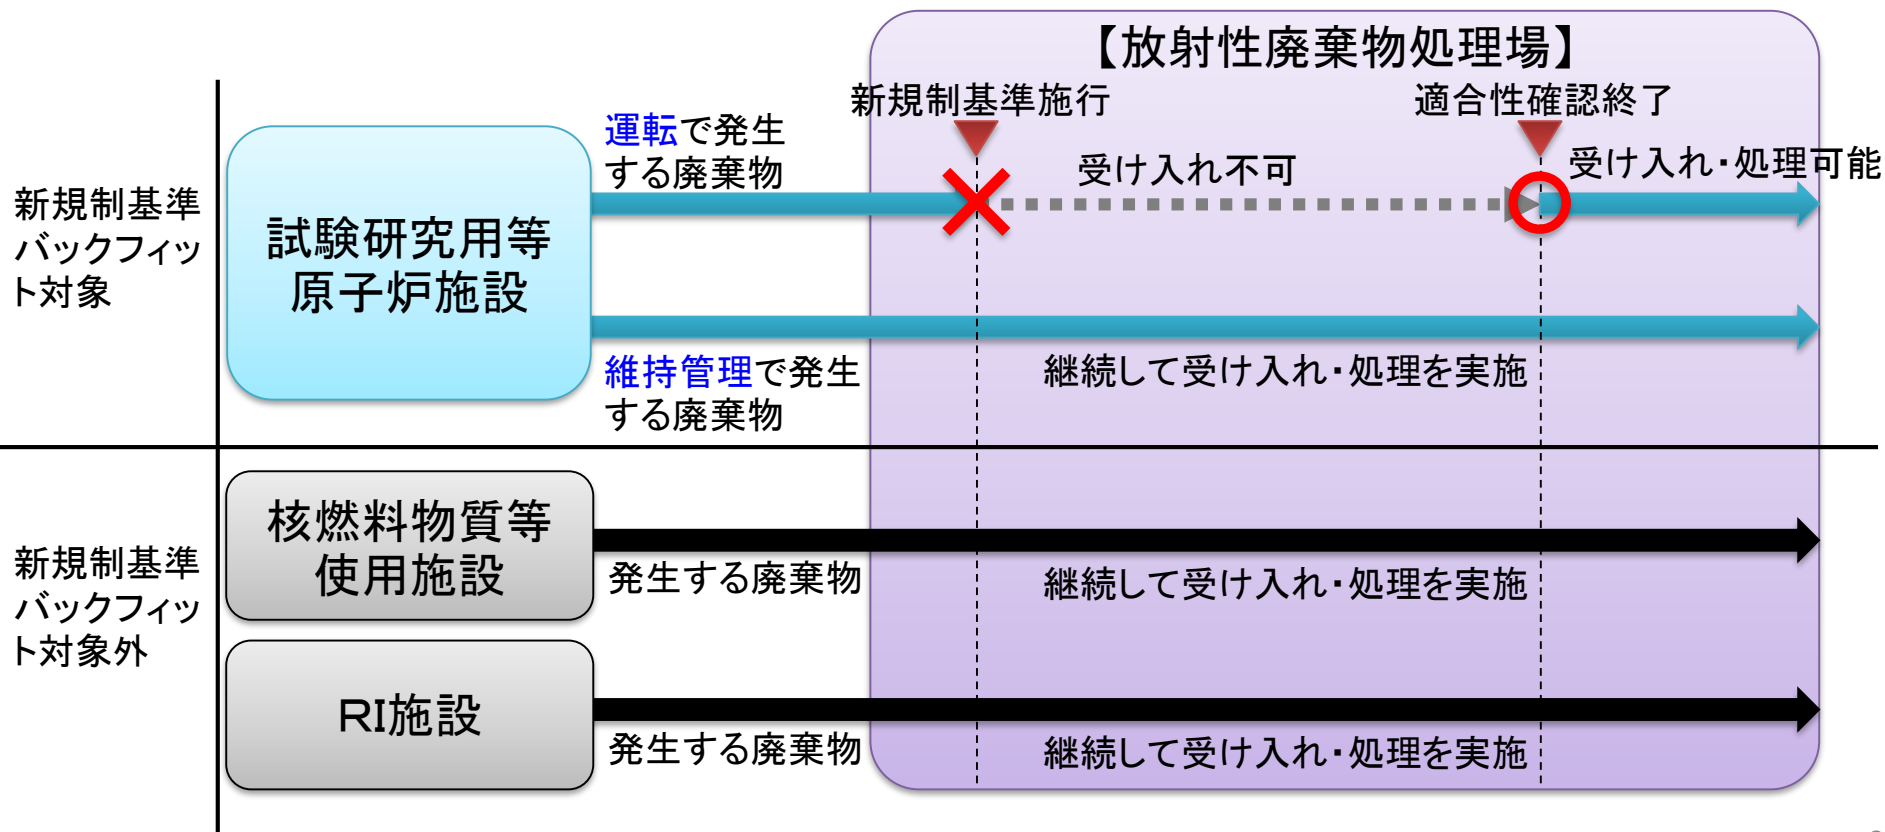 【放射性廃棄物処理場】
新規制基準施行
適合性確認終了
運転で発生
する廃棄物
受け入れ不可
受け入れ・処理可能
新規制基準
バックフィッ
ト対象
試験研究用等
原子炉施設
維持管理で発生
する廃棄物
継続して受け入れ・処理を実施
新規制基準
バックフィッ
ト対象外
核燃料物質等
使用施設
発生する廃棄物
継続して受け入れ・処理を実施
RI施設
発生する廃棄物
継続して受け入れ・処理を実施